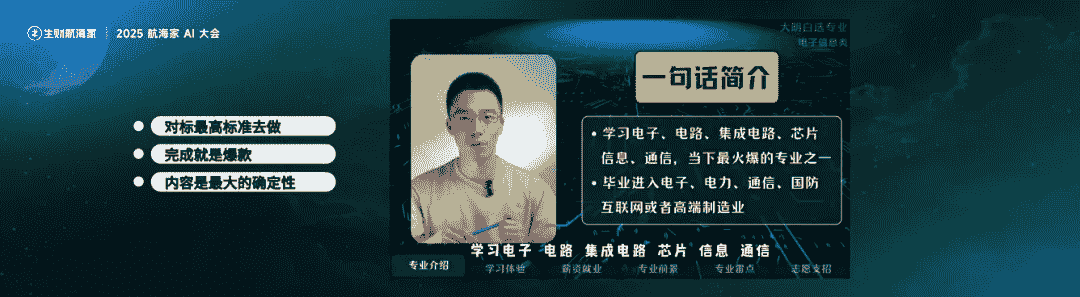 生财航海家 2025 航海家 AI 大会
对标最高标准去做
完成就是爆款
内容是最大的确定性
大明白话专业
电子信息类
一句话简介
• 学习电子、电路、集成电路、芯片
信息、通信，当下最火爆的专业之一
• 毕业进入电子、电力、通信、国防
互联网或者高端制造业
学习电子 电路 集成电路 芯片 信息 通信
专业介绍 学习体验 薪资就业 专业前景 专业雷点 志愿支招